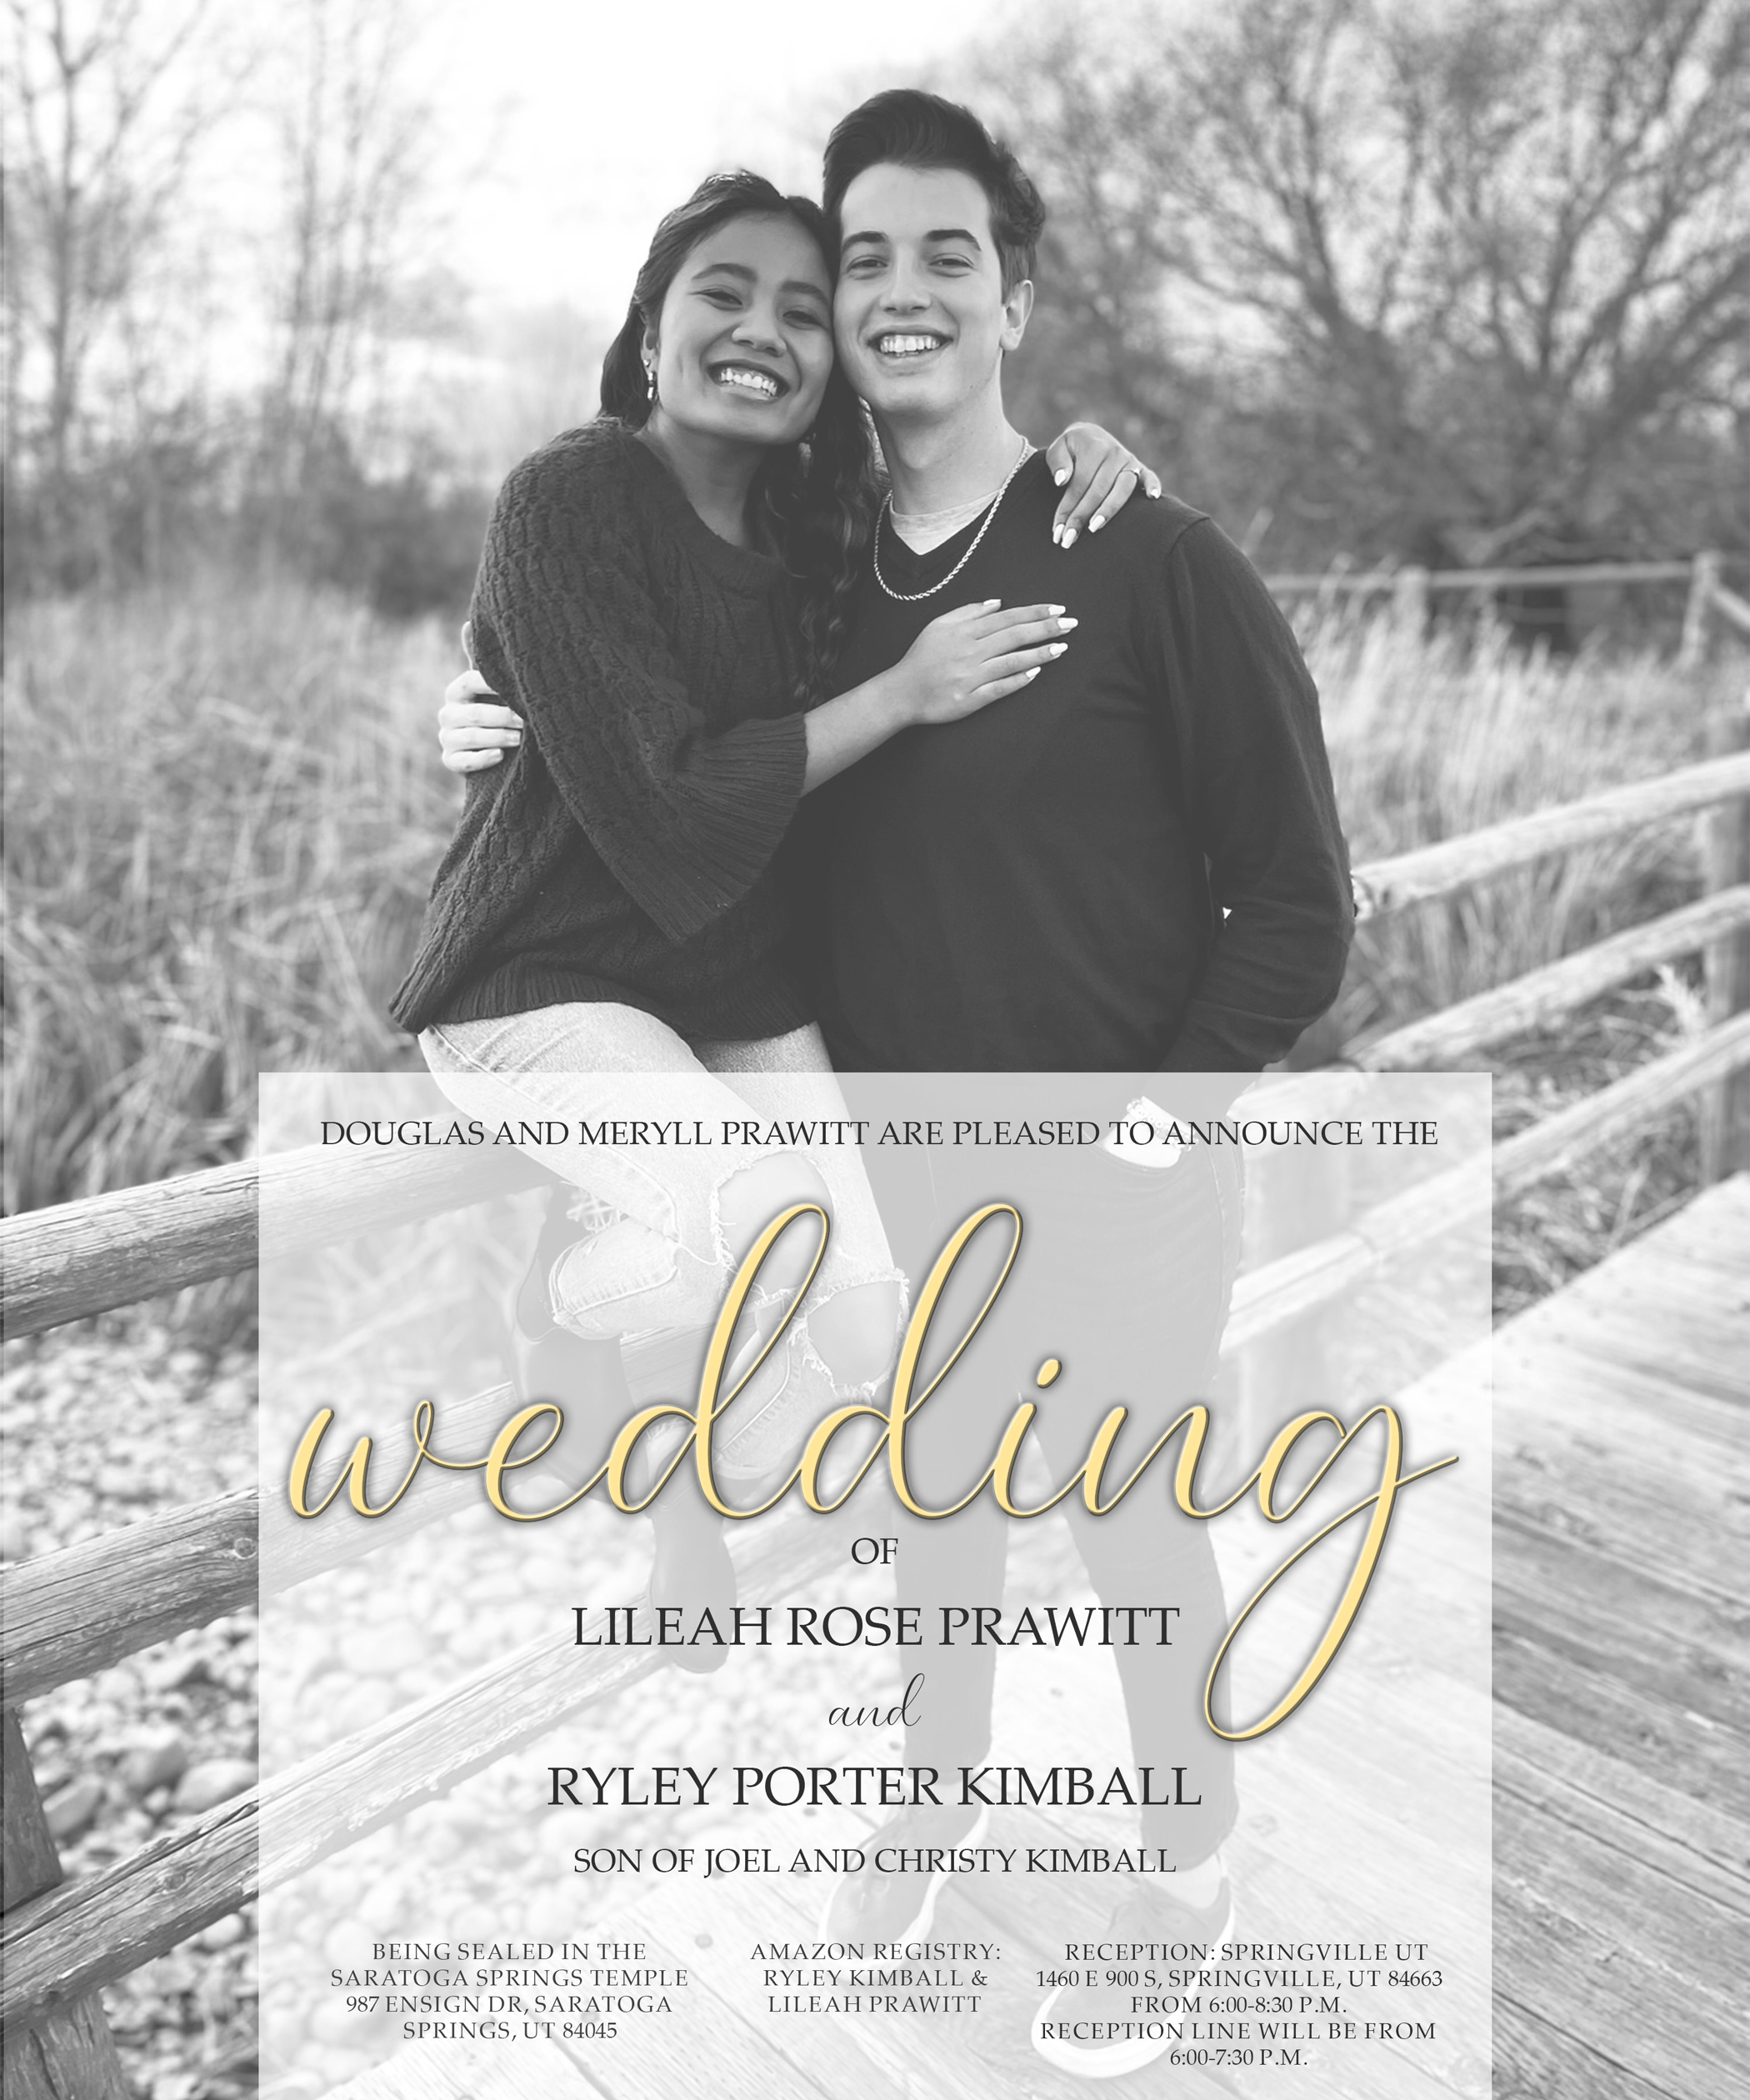 DOUGLAS AND MERYLL PRAWITT ARE PLEASED TO ANNOUNCE THE
wedding
OF
LILEAH ROSE PRAWITT
and
RYLEY PORTER KIMBALL
SON OF JOEL AND CHRISTY KIMBALL
BEING SEALED IN THE
SARATOGA SPRINGS TEMPLE
987 ENSIGN DR, SARATOGA
SPRINGS, UT 84045
AMAZON REGISTRY:
RYLEY KIMBALL &
LILEAH PRAWITT
RECEPTION: SPRINGVILLE UT
1460 E 900 S, SPRINGVILLE, UT 84663
FROM 6:00-8:30 P.M.
RECEPTION LINE WILL BE FROM
6:00-7:30 P.M.